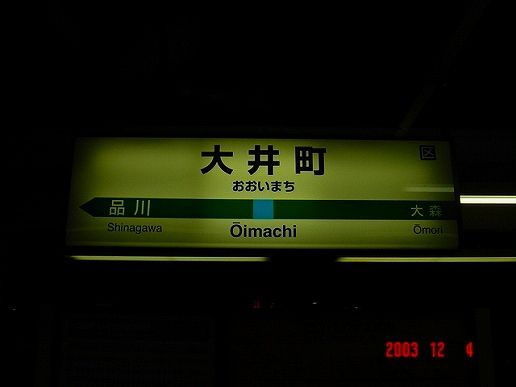 大井町
区
おおいまち
品川
大森
Shinagawa
Ōimachi
Ōmori
2003 12 4